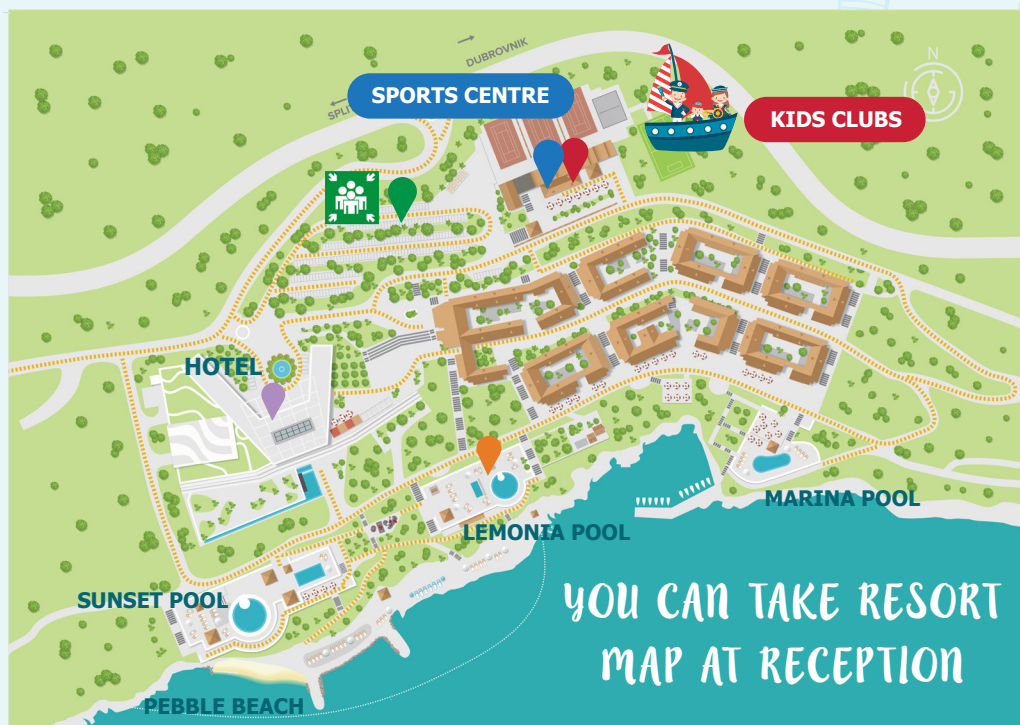 DUBROVNIK
N
SPORTS CENTRE
SPLI
KIDS CLUBS
HOTEL
MARINA POOL
LEMONIA POOL
SUNSET POOL
YOU CAN TAKE RESORT
MAP AT RECEPTION
PEBBLE BEACH